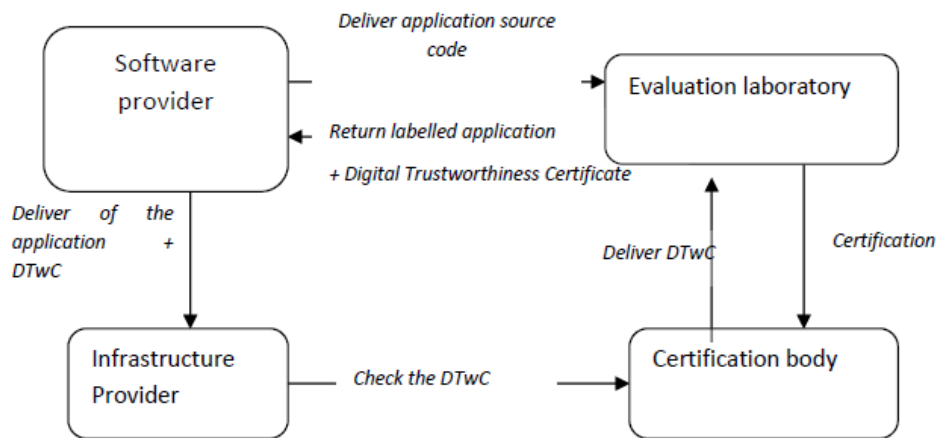 Deliver application source
code
Software
provider
Evaluation laboratory
Return labelled application
+ Digital Trustworthiness Certificate
Deliver of the
application +
DTwC
Deliver DTwC
Certification
Infrastructure
Provider
Check the DTwC
Certification body